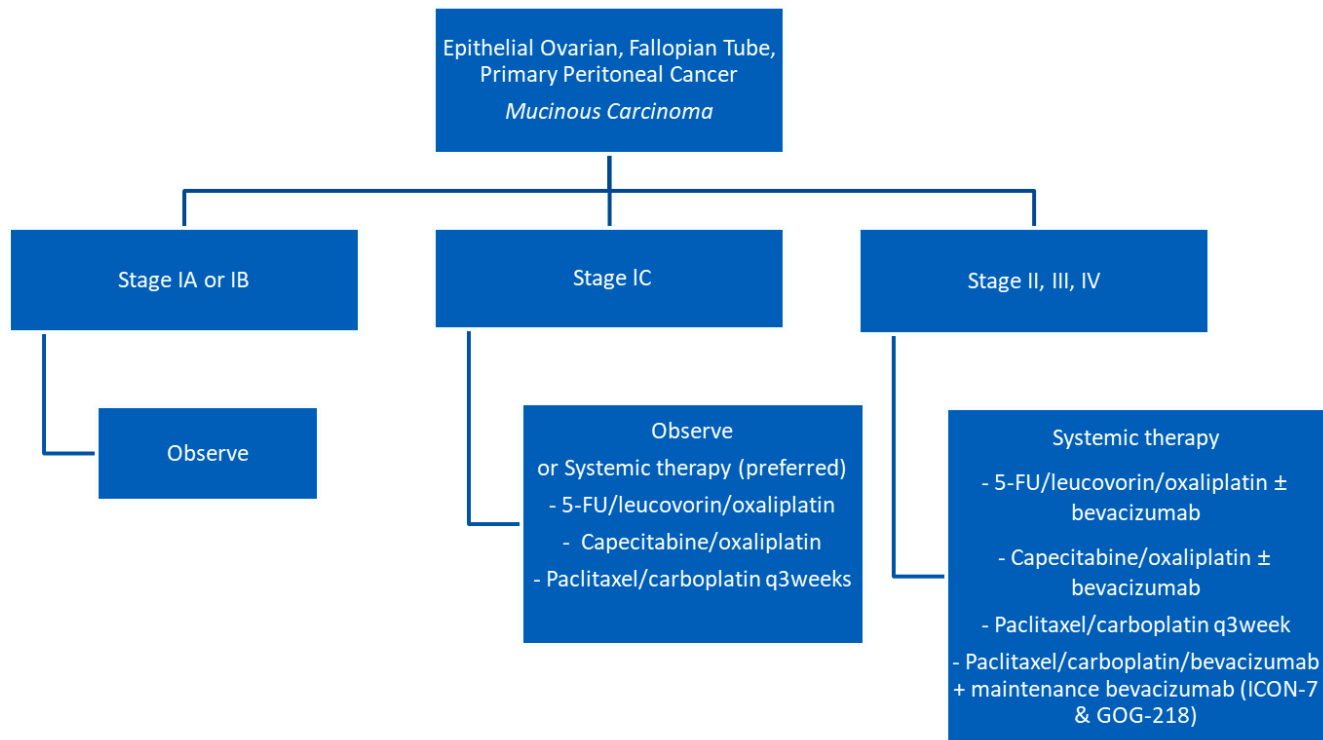 Epithelial Ovarian, Fallopian Tube,
Primary Peritoneal Cancer
Mucinous Carcinoma
Stage IA or IB
Stage IC
Stage II, III, IV
Observe
Observe
or Systemic therapy (preferred)
- 5-FU/leucovorin/oxaliplatin
- Capecitabine/oxaliplatin
- Paclitaxel/carboplatin q3weeks
Systemic therapy
- 5-FU/leucovorin/oxaliplatin ±
bevacizumab
- Capecitabine/oxaliplatin ±
bevacizumab
- Paclitaxel/carboplatin q3week
- Paclitaxel/carboplatin/bevacizumab
+ maintenance bevacizumab (ICON-7
& GOG-218)